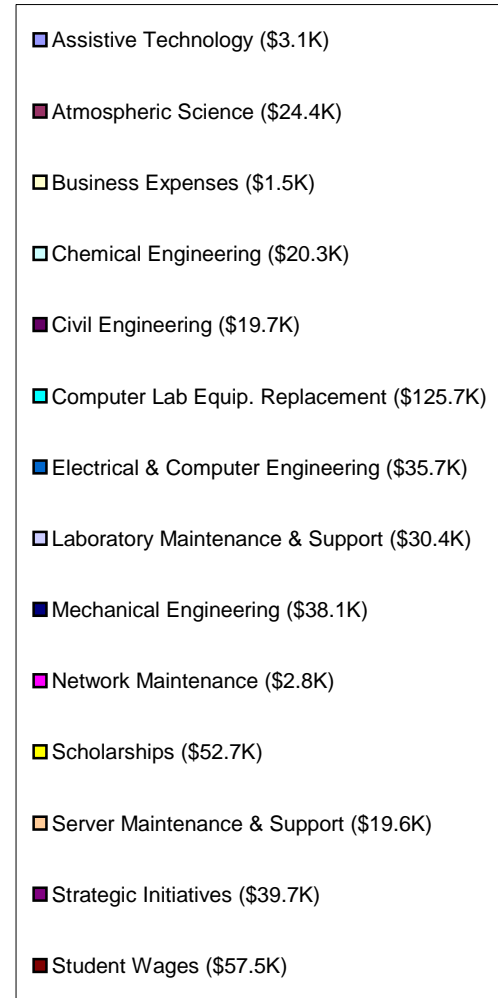 Assistive Technology ($3.1K)
Atmospheric Science ($24.4K)
Business Expenses ($1.5K)
Chemical Engineering ($20.3K)
Civil Engineering ($19.7K)
Computer Lab Equip. Replacement ($125.7K)
Electrical & Computer Engineering ($35.7K)
Laboratory Maintenance & Support ($30.4K)
Mechanical Engineering ($38.1K)
Network Maintenance ($2.8K)
Scholarships ($52.7K)
Server Maintenance & Support ($19.6K)
Strategic Initiatives ($39.7K)
Student Wages ($57.5K)